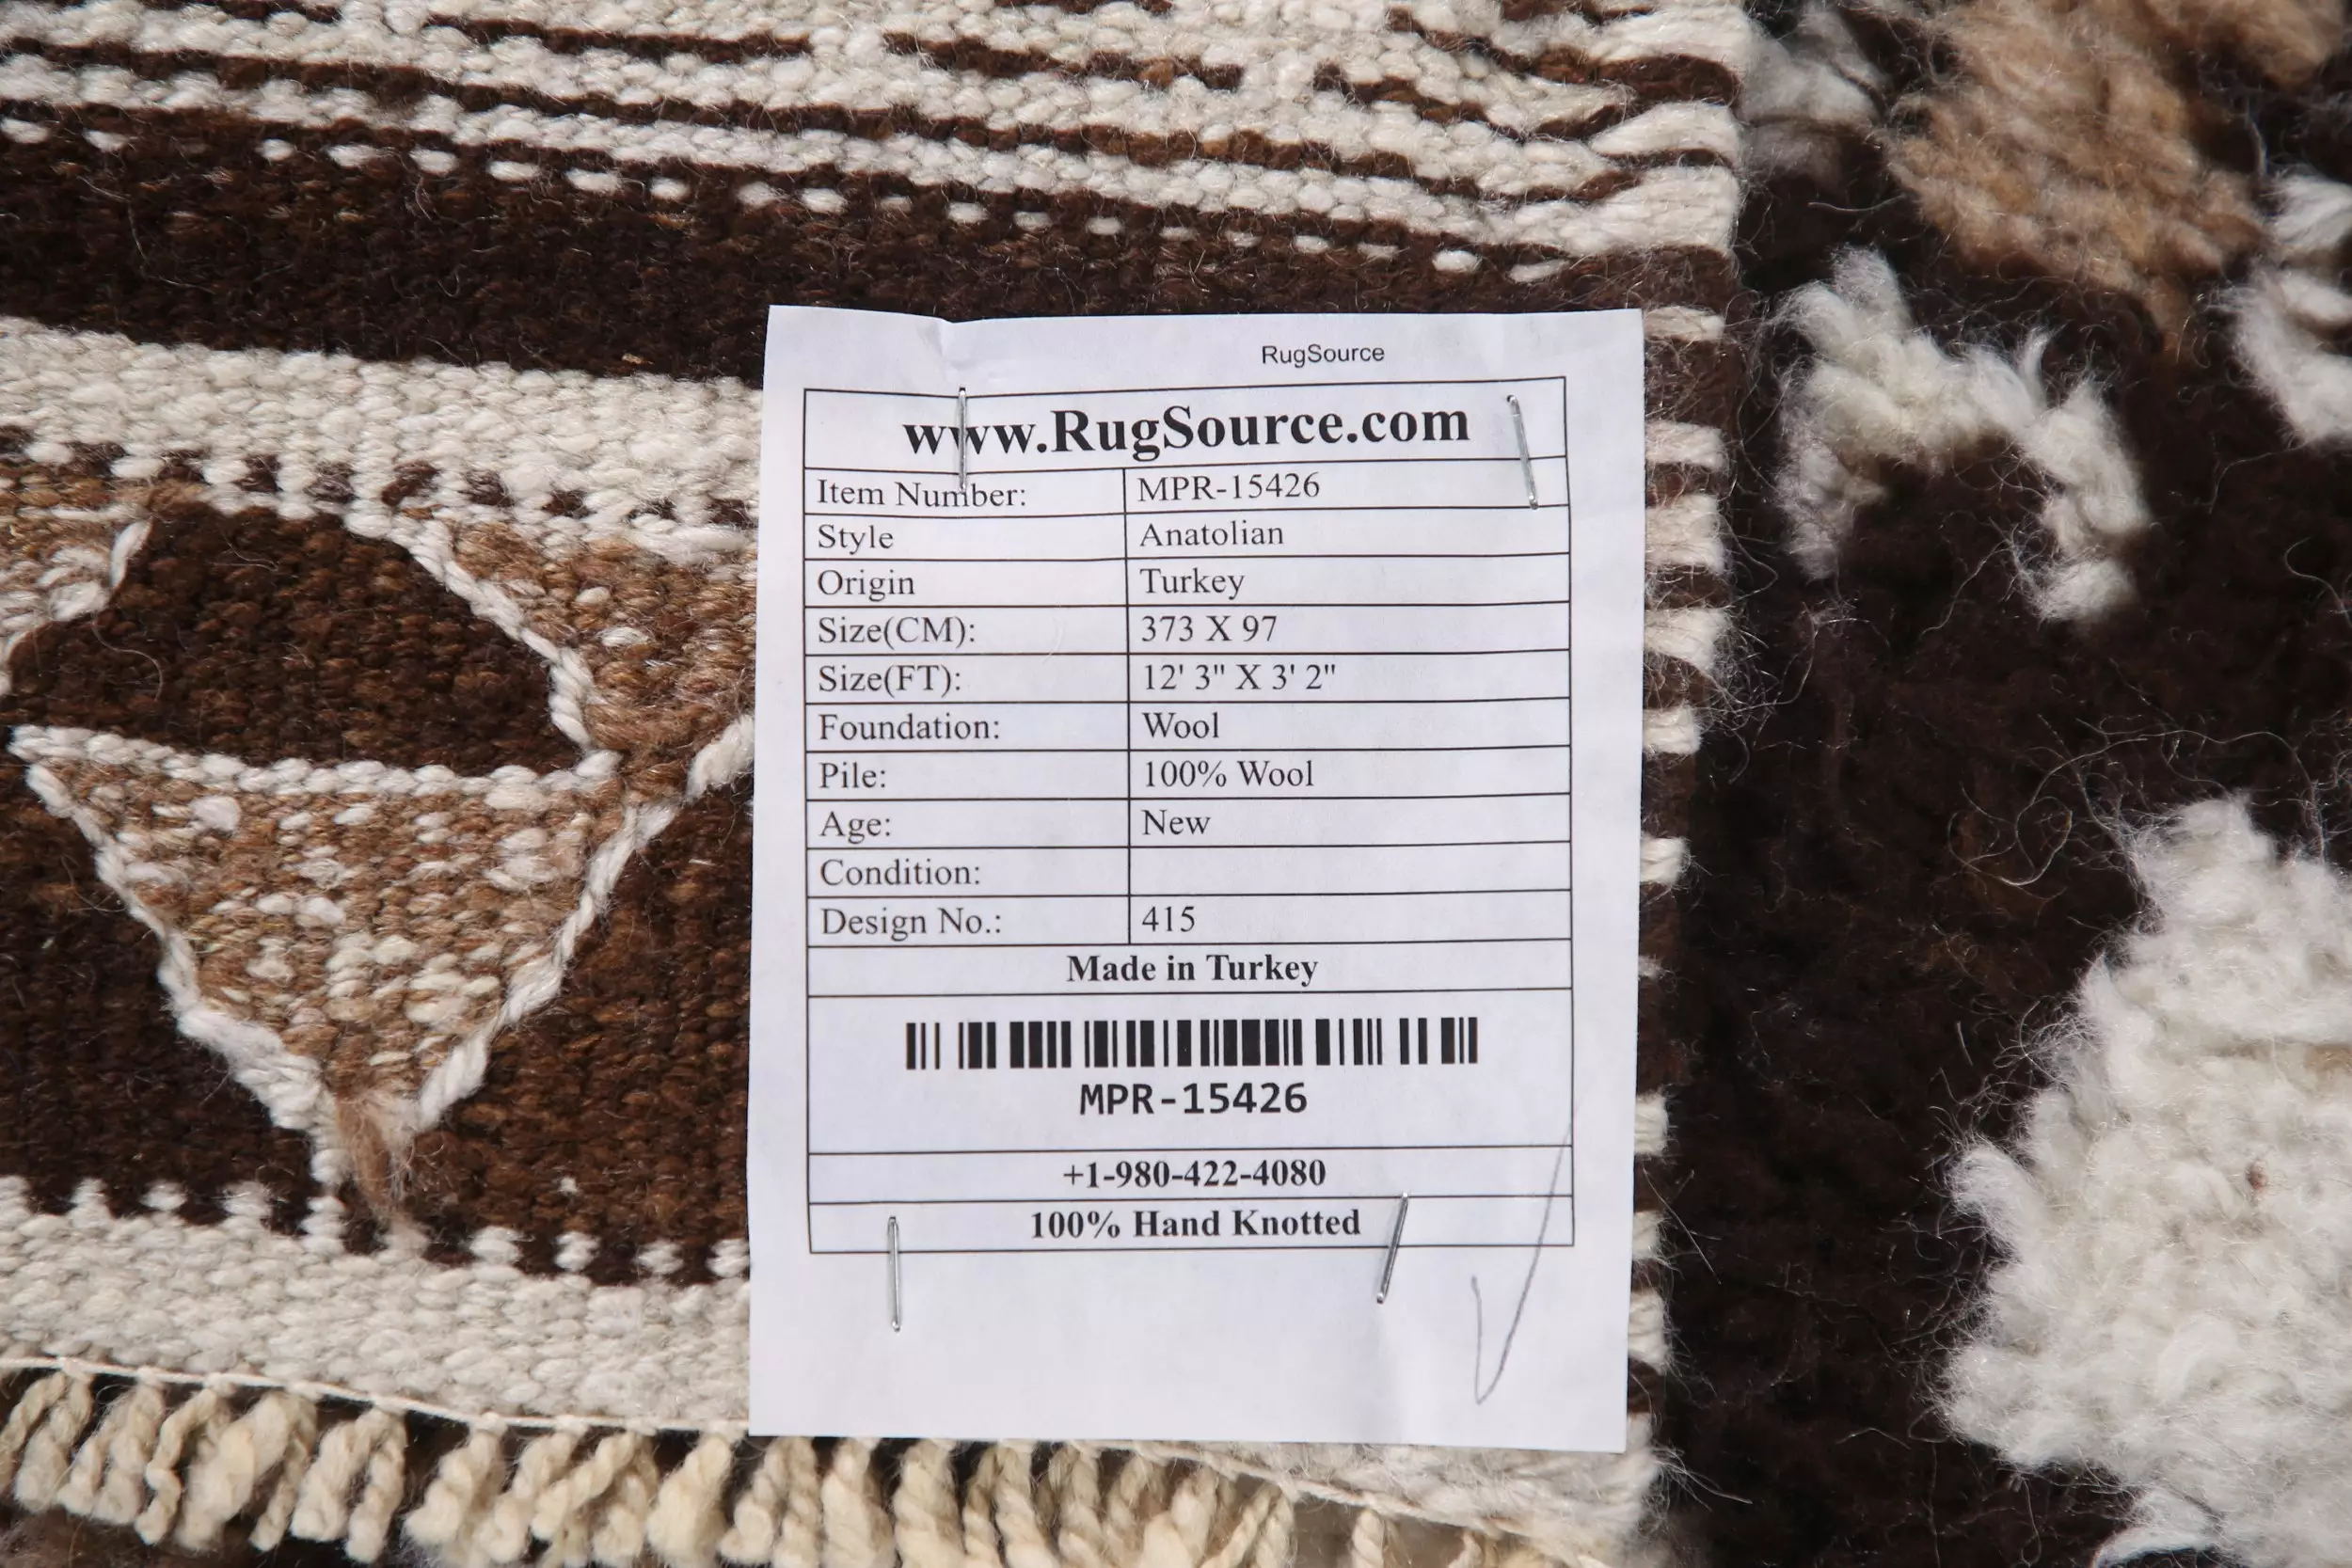 RugSource
www.RugSource.com
Item Number: MPR-15426
Style Anatolian
Origin Turkey
Size(CM): 373 X 97
Size(FT): 12' 3" X 3' 2"
Foundation: Wool
Pile: 100% Wool
Age: New
Condition:
Design No.: 415
Made in Turkey
MPR-15426
+1-980-422-4080
100% Hand Knotted